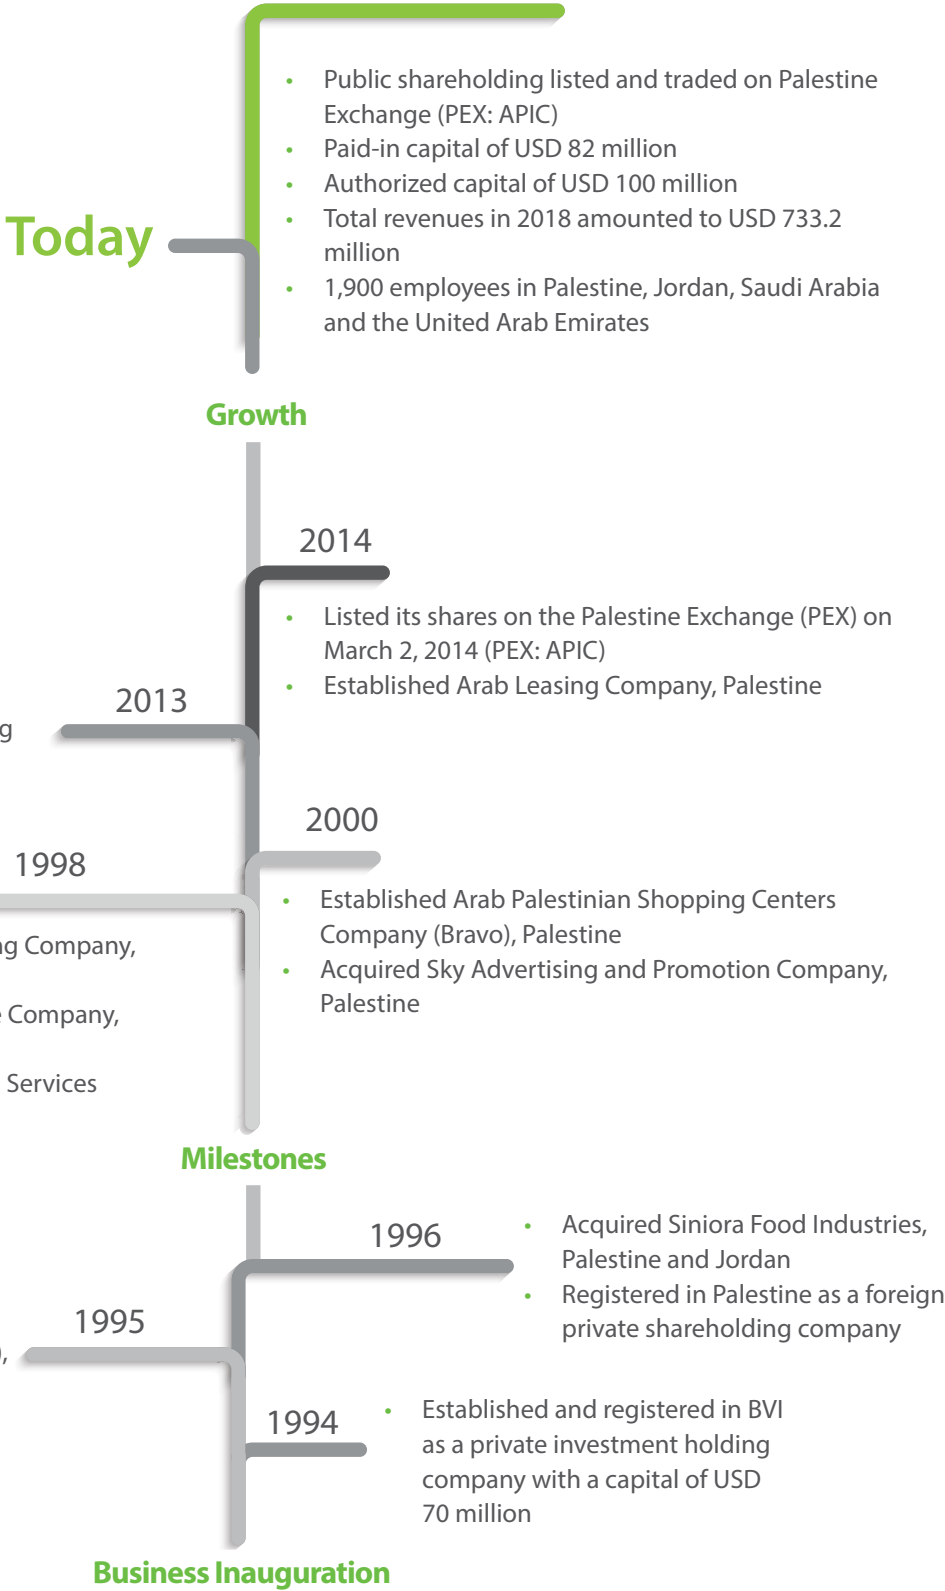 • Public shareholding listed and traded on Palestine
Exchange (PEX: APIC)
• Paid-in capital of USD 82 million
• Authorized capital of USD 100 million
• Total revenues in 2018 amounted to USD 733.2
million
• 1,900 employees in Palestine, Jordan, Saudi Arabia
and the United Arab Emirates
Today
Growth
2014
• Listed its shares on the Palestine Exchange (PEX) on
March 2, 2014 (PEX: APIC)
• Established Arab Leasing Company, Palestine
2013
2000
• Established Arab Palestinian Shopping Centers
Company (Bravo), Palestine
• Acquired Sky Advertising and Promotion Company,
Palestine
1998
Company,
Company,
Services
Milestones
1996
• Acquired Siniora Food Industries,
Palestine and Jordan
• Registered in Palestine as a foreign
private shareholding company
1995
1994
• Established and registered in BVI
as a private investment holding
company with a capital of USD
70 million
Business Inauguration